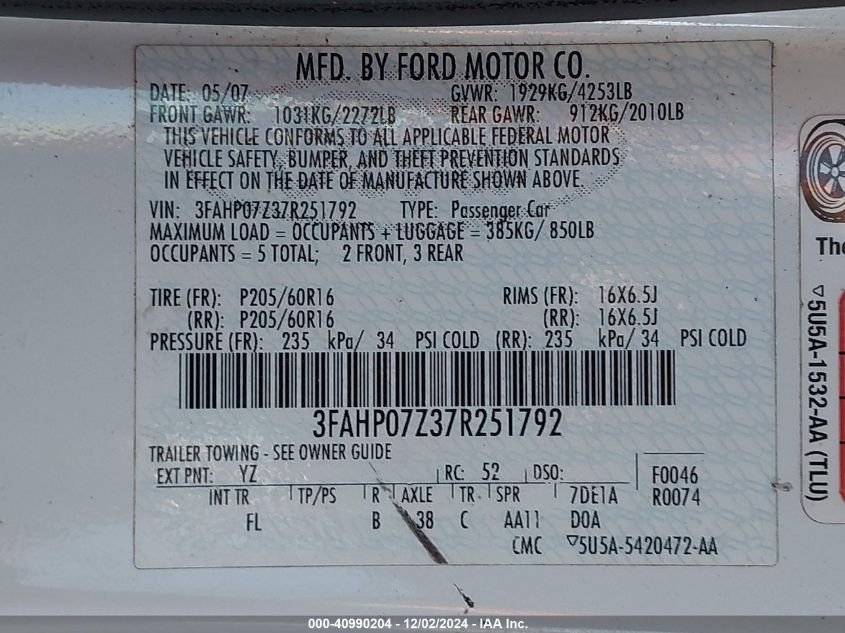 MFD. BY FORD MOTOR CO.
DATE: 05/07 GVWR: 1929KG/4253LB
FRONT GAWR: 1031KG/2272LB REAR GAWR: 912KG/2010LB
THIS VEHICLE CONFORMS TO ALL APPLICABLE FEDERAL MOTOR
VEHICLE SAFETY, BUMPER, AND THEFT PREVENTION STANDARDS
IN EFFECT ON THE DATE OF MANUFACTURE SHOWN ABOVE.
VIN: 3FAHP07Z37R251792 TYPE: Passenger Car
MAXIMUM LOAD = OCCUPANTS + LUGGAGE = 385KG/ 850LB
OCCUPANTS = 5 TOTAL; 2 FRONT, 3 REAR
TIRE (FR): P205/60R16 RIMS (FR): 16X6.5J
(RR): P205/60R16 (RR): 16X6.5J
PRESSURE (FR): 235 kPa/ 34 PSI COLD (RR): 235 kPa/ 34 PSI COLD
3FAHP07Z37R251792
TRAILER TOWING - SEE OWNER GUIDE
EXT PNT: YZ RC: 52 DSO: F0046
INT TR TP/PS R AXLE TR SPR 7DE1A R0074
FL B 38 C AA11 D0A
CMC ▽5U5A-5420472-AA
The
▽5U5A-1532-AA (TLU)
000-40990204 - 12/02/2024 - IAA Inc.